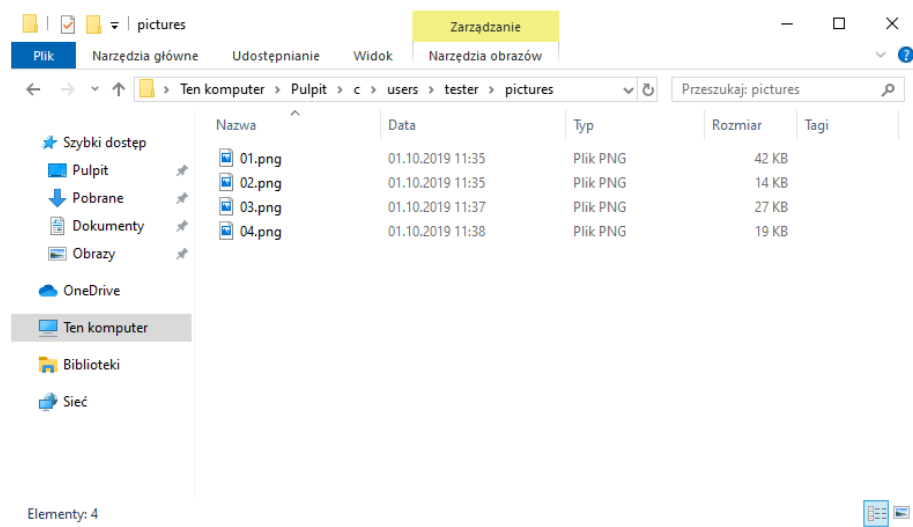 pictures
Zarządzanie
Plik Narzędzia główne Udostępnianie Widok Narzędzia obrazów ?
Ten komputer > Pulpit > c > users > tester > pictures Przeszukaj: pictures
Nazwa Data Typ Rozmiar Tagi
Szybki dostęp
Pulpit
Pobrane
Dokumenty
Obrazy
OneDrive
Ten komputer
Biblioteki
Sieć
01.png 01.10.2019 11:35 Plik PNG 42 KB
02.png 01.10.2019 11:35 Plik PNG 14 KB
03.png 01.10.2019 11:37 Plik PNG 27 KB
04.png 01.10.2019 11:38 Plik PNG 19 KB
Elementy: 4